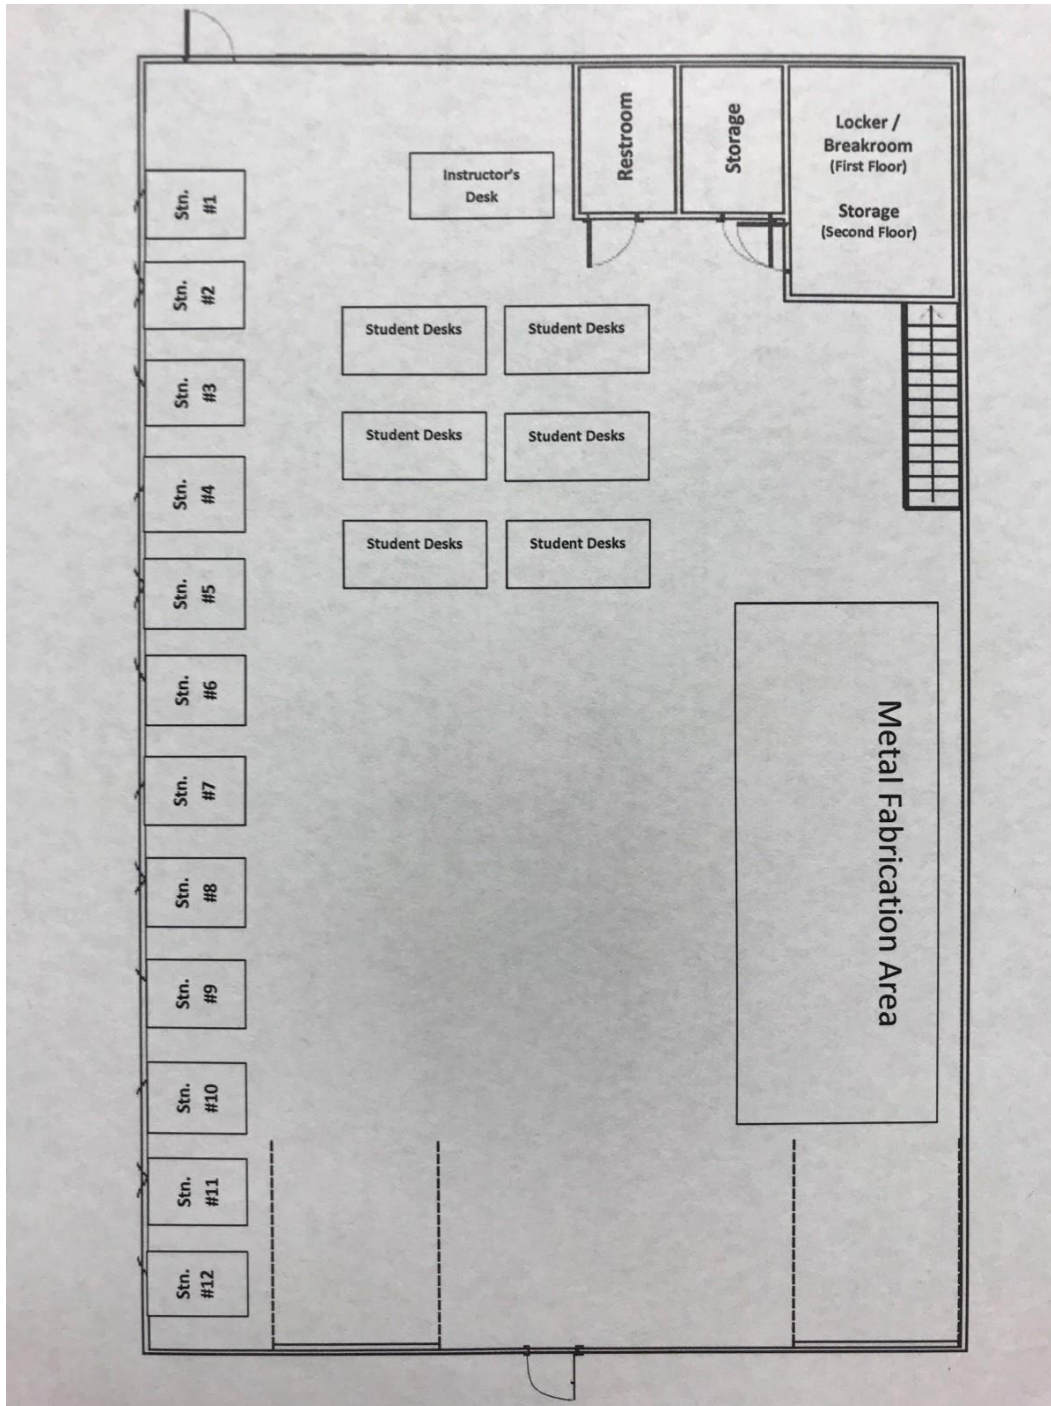 Restroom
Storage
Locker /
Breakroom
(First Floor)
Storage
(Second Floor)
Instructor's
Desk
Stn.
#1
Stn.
#2
Stn.
#3
Stn.
#4
Stn.
#5
Stn.
#6
Stn.
#7
Stn.
#8
Stn.
#9
Stn.
#10
Stn.
#11
Stn.
#12
Student Desks
Student Desks
Student Desks
Student Desks
Student Desks
Student Desks
Metal Fabrication Area